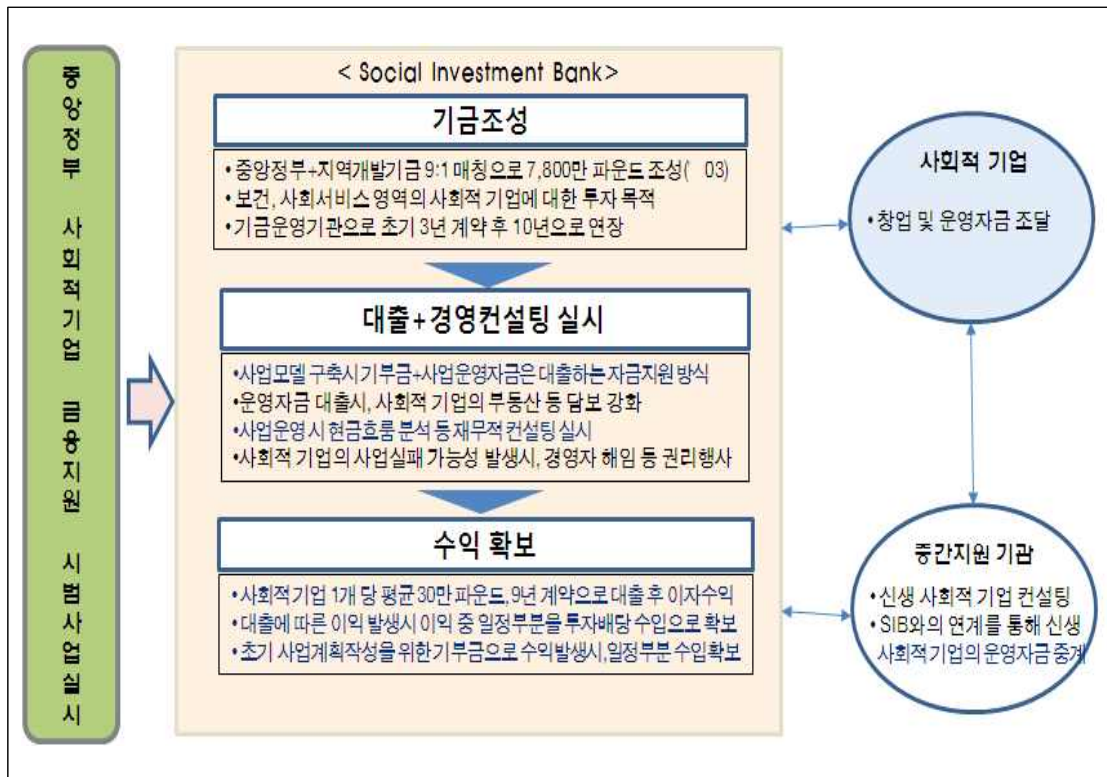 중앙정부 사회적기업 금융지원 시범사업실시
< Social Investment Bank>
기금조성
• 중앙정부+지역개발기금 9:1 매칭으로 7,800만 파운드 조성( 03)
• 보건, 사회서비스 영역의 사회적 기업에 대한 투자 목적
• 기금운영기관으로 초기 3년 계약 후 10년으로 연장
대출+경영컨설팅 실시
•사업모델 구축시 기부금+사업운영자금은 대출하는 자금지원 방식
•운영자금 대출시, 사회적 기업의 부동산 등 담보 강화
•사업운영시 현금흐름 분석 등 재무적 컨설팅 실시
•사회적 기업의 사업실패 가능성 발생시, 경영자 해임 등 권리행사
수익 확보
• 사회적기업 1개 당 평균 30만 파운드, 9년 계약으로 대출 후 이자수익
• 대출에 따른 이익 발생시 이익 중 일정부분을 투자배당 수입으로 확보
• 초기 사업계획작성을 위한 기부금으로 수익발생시, 일정부분 수입확보
사회적 기업
• 창업 및 운영자금 조달
중간지원 기관
• 신생 사회적 기업 컨설팅
• SIB와의 연계를 통해 신생
사회적기업의 운영자금 중계